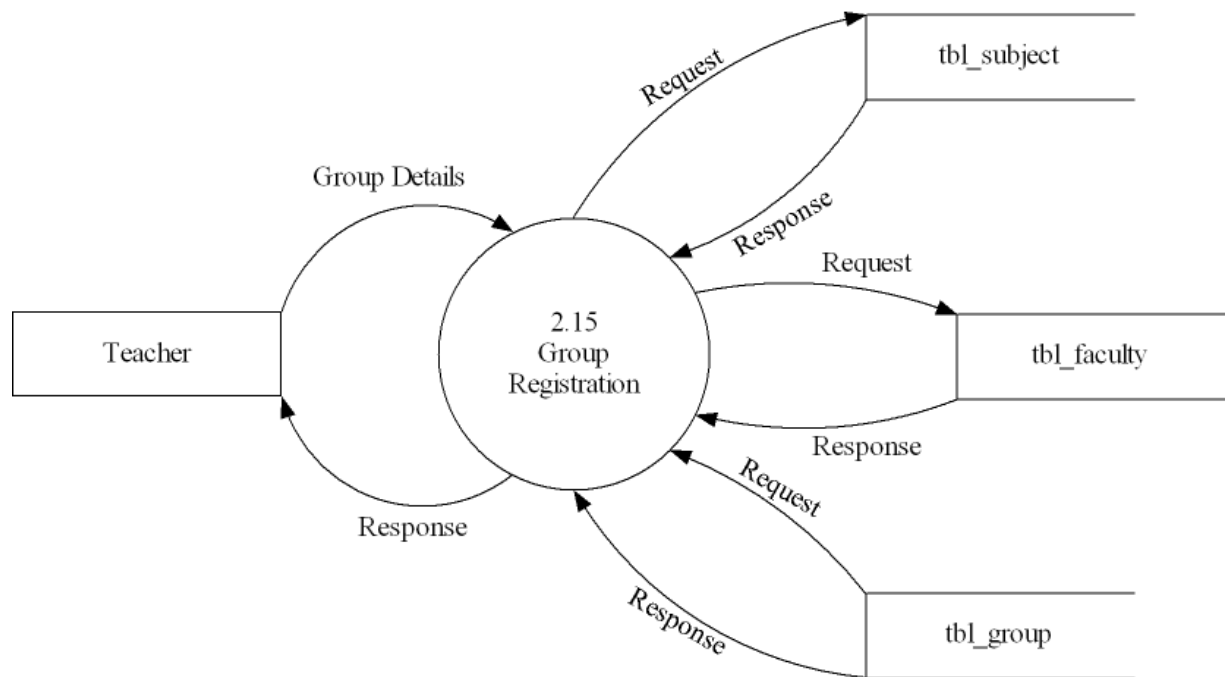 Request
tbl_subject
Group Details
Response
Request
Teacher
2.15
Group
Registration
tbl_faculty
Response
Response
Request
Response
tbl_group